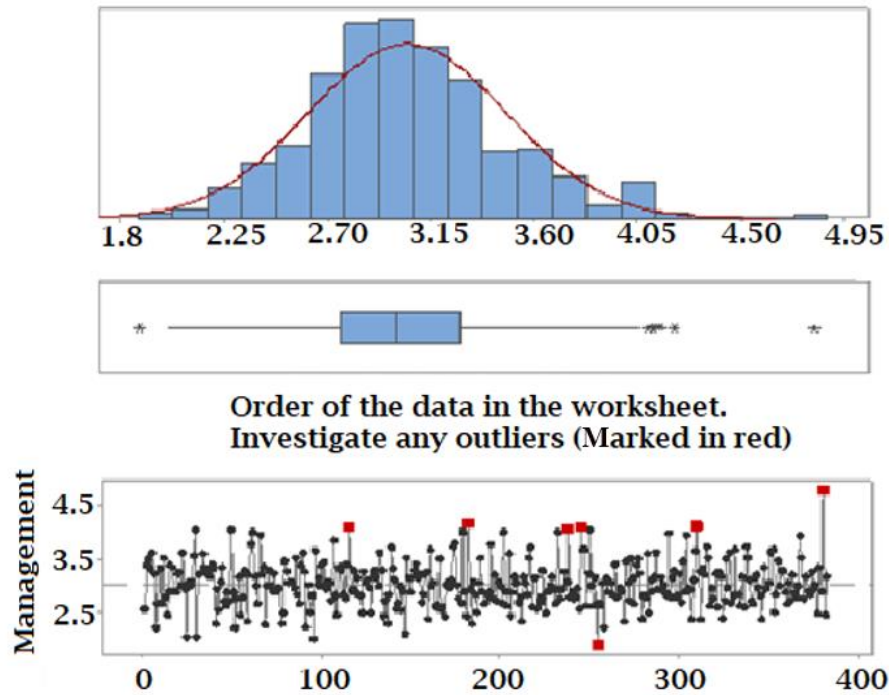 1.8 2.25 2.70 3.15 3.60 4.05 4.50 4.95
Order of the data in the worksheet.
Investigate any outliers (Marked in red)
Management
4.5
3.5
2.5
0 100 200 300 400